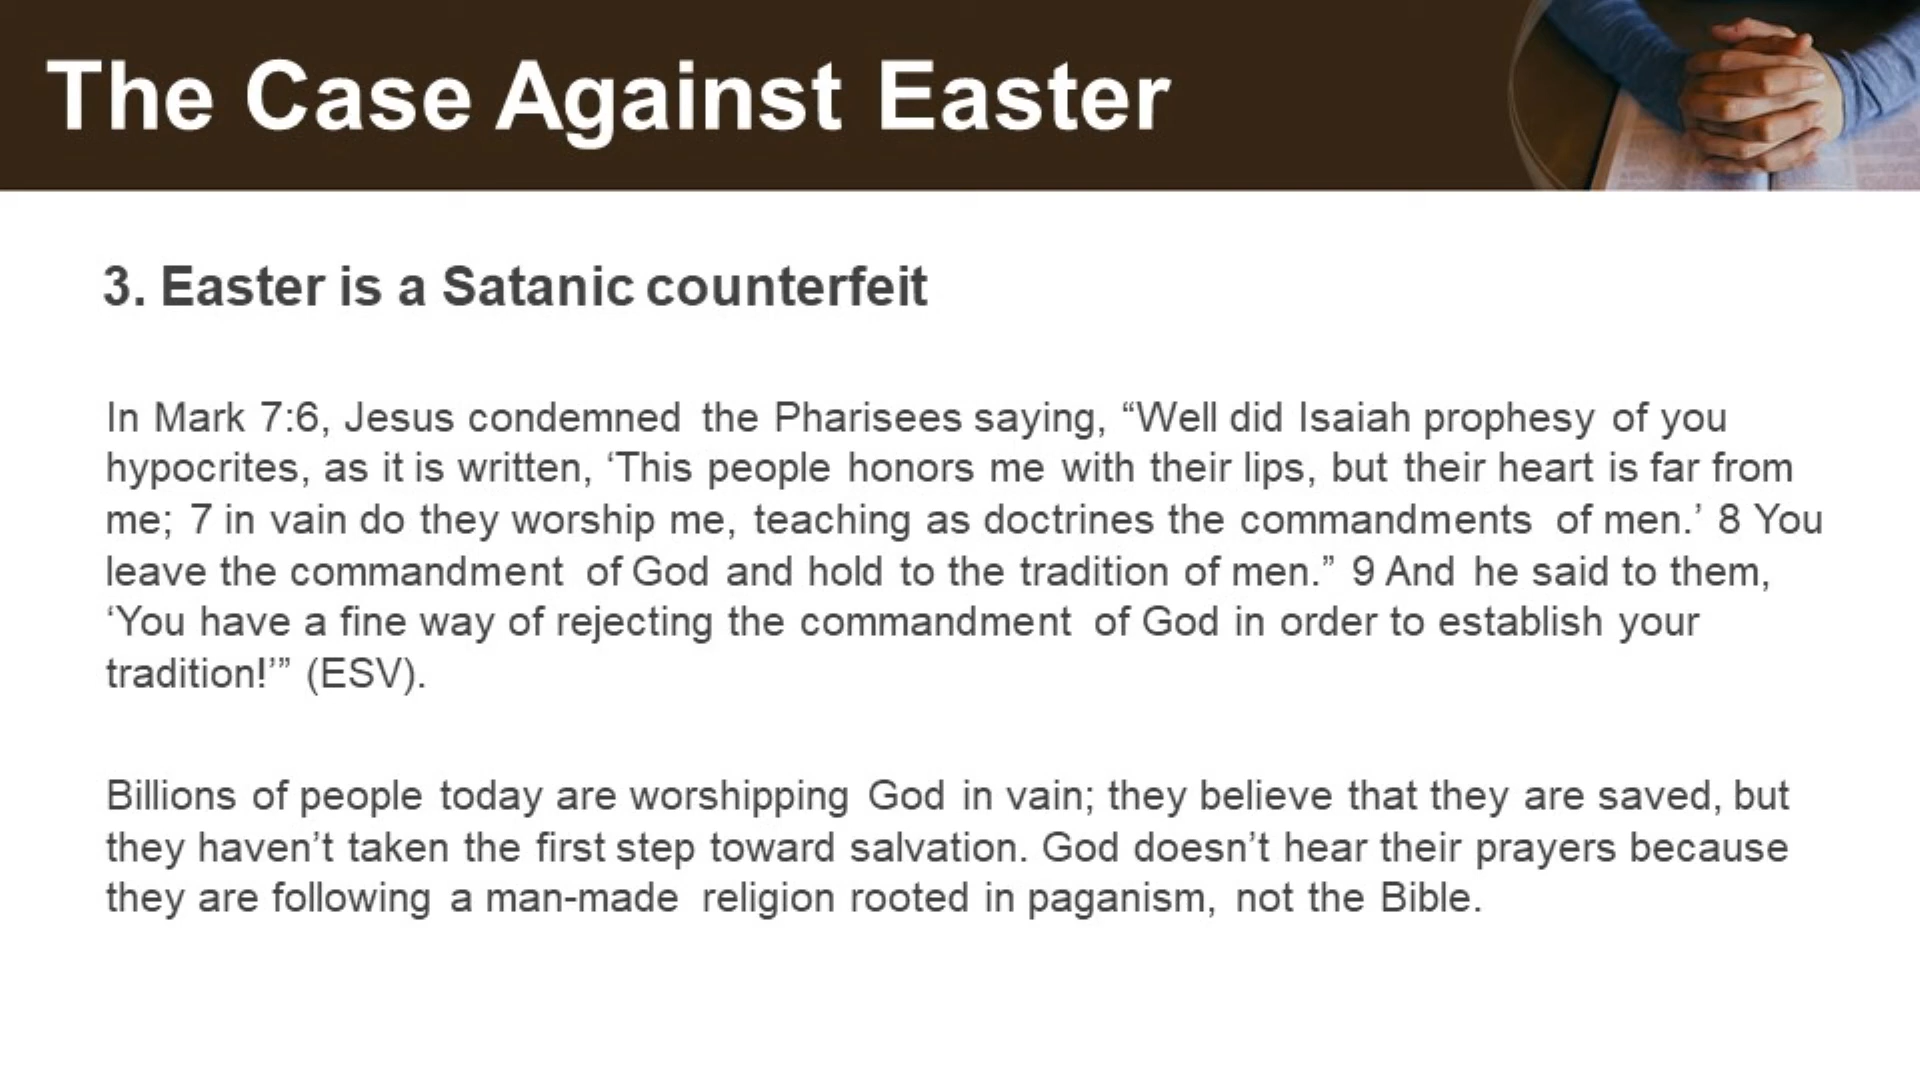 The Case Against Easter
3. Easter is a Satanic counterfeit
In Mark 7:6, Jesus condemned the Pharisees saying, “Well did Isaiah prophesy of you
hypocrites, as it is written, ‘This people honors me with their lips, but their heart is far from
me; 7 in vain do they worship me, teaching as doctrines the commandments of men.’ 8 You
leave the commandment of God and hold to the tradition of men.” 9 And he said to them,
‘You have a fine way of rejecting the commandment of God in order to establish your
tradition!’” (ESV).
Billions of people today are worshipping God in vain; they believe that they are saved, but
they haven’t taken the first step toward salvation. God doesn’t hear their prayers because
they are following a man-made religion rooted in paganism, not the Bible.